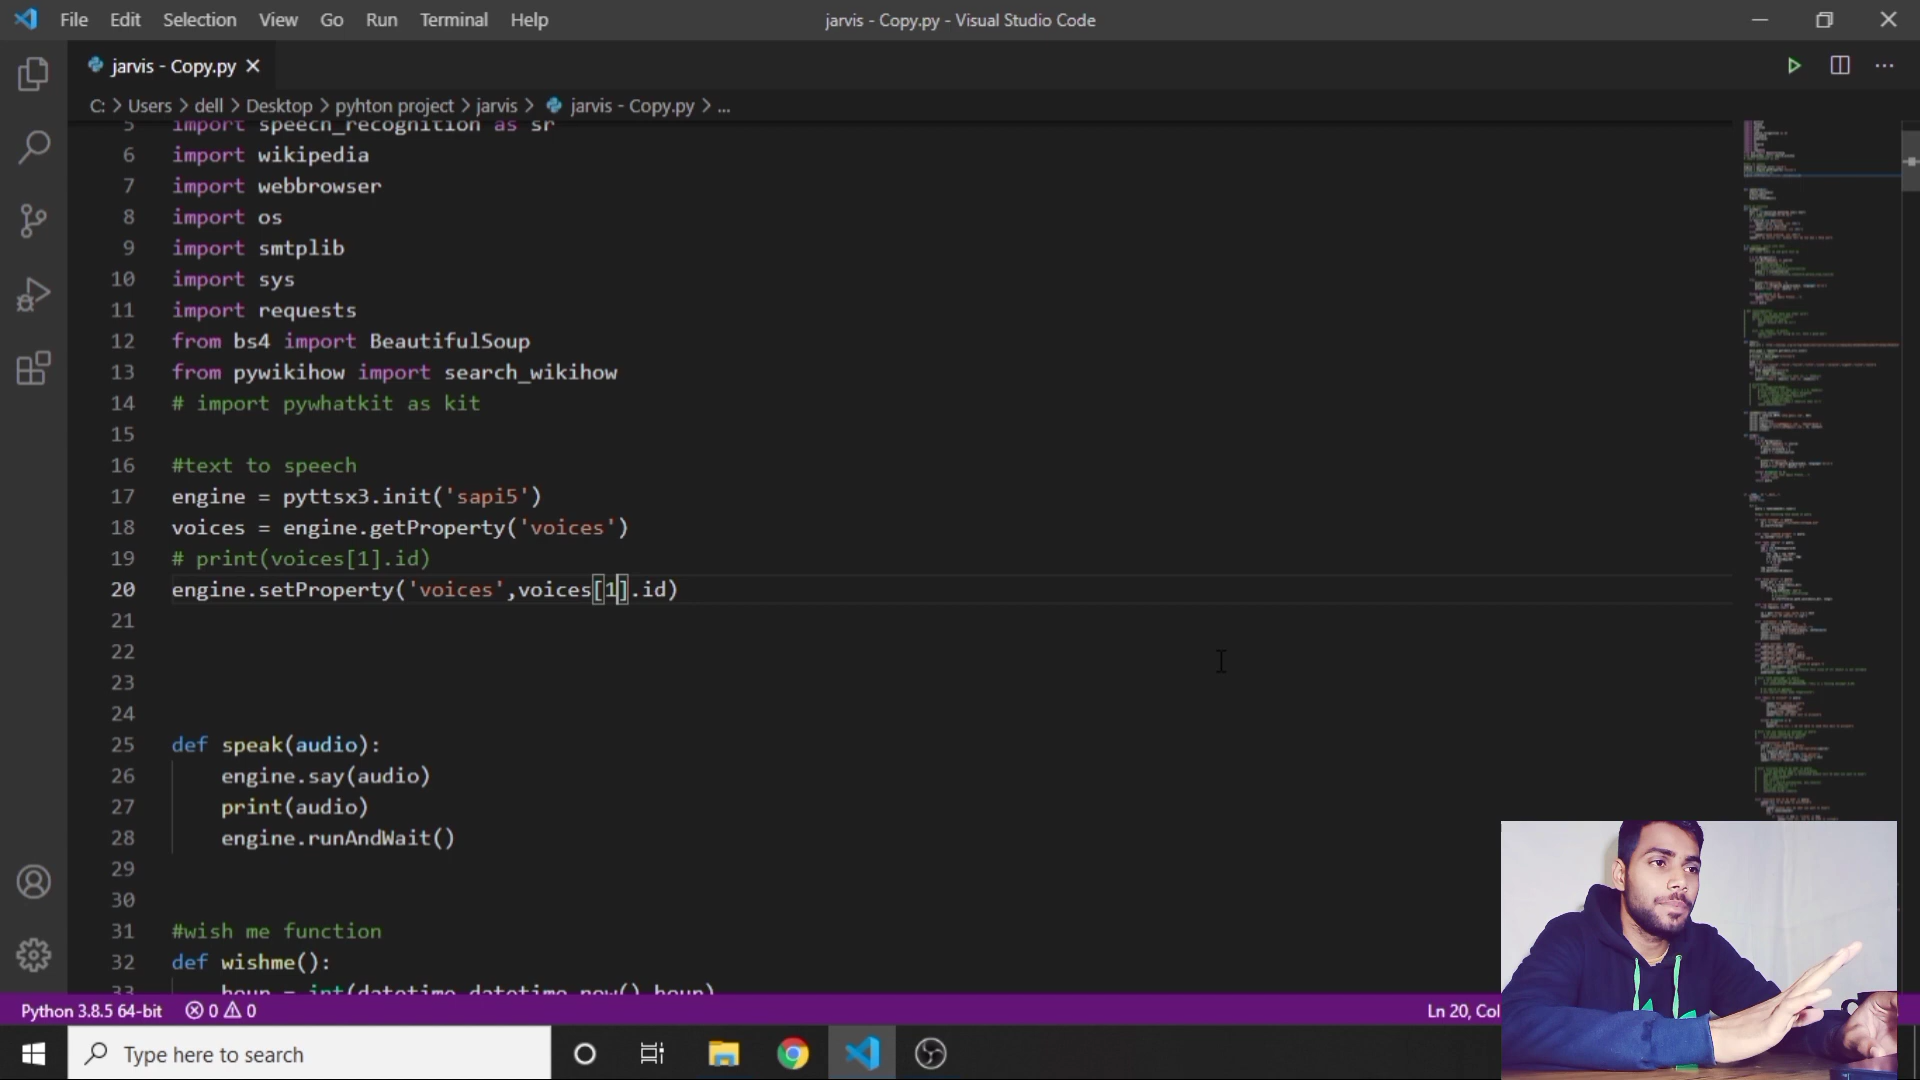 File Edit Selection View Go Run Terminal Help
jarvis - Copy.py - Visual Studio Code
jarvis - Copy.py
C: > Users > dell > Desktop > pyhton project > jarvis > jarvis - Copy.py > ...
5 import speech_recognition as sr
6 import wikipedia
7 import webbrowser
8 import os
9 import smtplib
10 import sys
11 import requests
12 from bs4 import BeautifulSoup
13 from pywikihow import search_wikihow
14 # import pywhatkit as kit
15
16 #text to speech
17 engine = pyttsx3.init('sapi5')
18 voices = engine.getProperty('voices')
19 # print(voices[1].id)
20 engine.setProperty('voices',voices[1].id)
21
22
23
24
25 def speak(audio):
26 engine.say(audio)
27 print(audio)
28 engine.runAndWait()
29
30
31 #wish me function
32 def wishme():
33 hour = int(datetime.datetime.now().hour)
Python 3.8.5 64-bit 0 0 Ln 20, Col
Type here to search